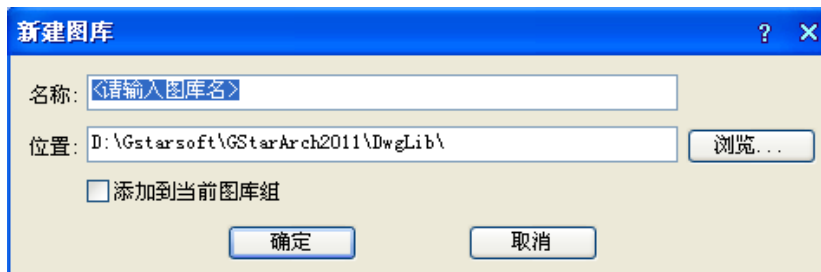 新建图库
名称: <请输入图库名>
位置: D:\Gstarsoft\GStarArch2011\DwgLib\ 浏览...
添加到当前图库组
确定 取消